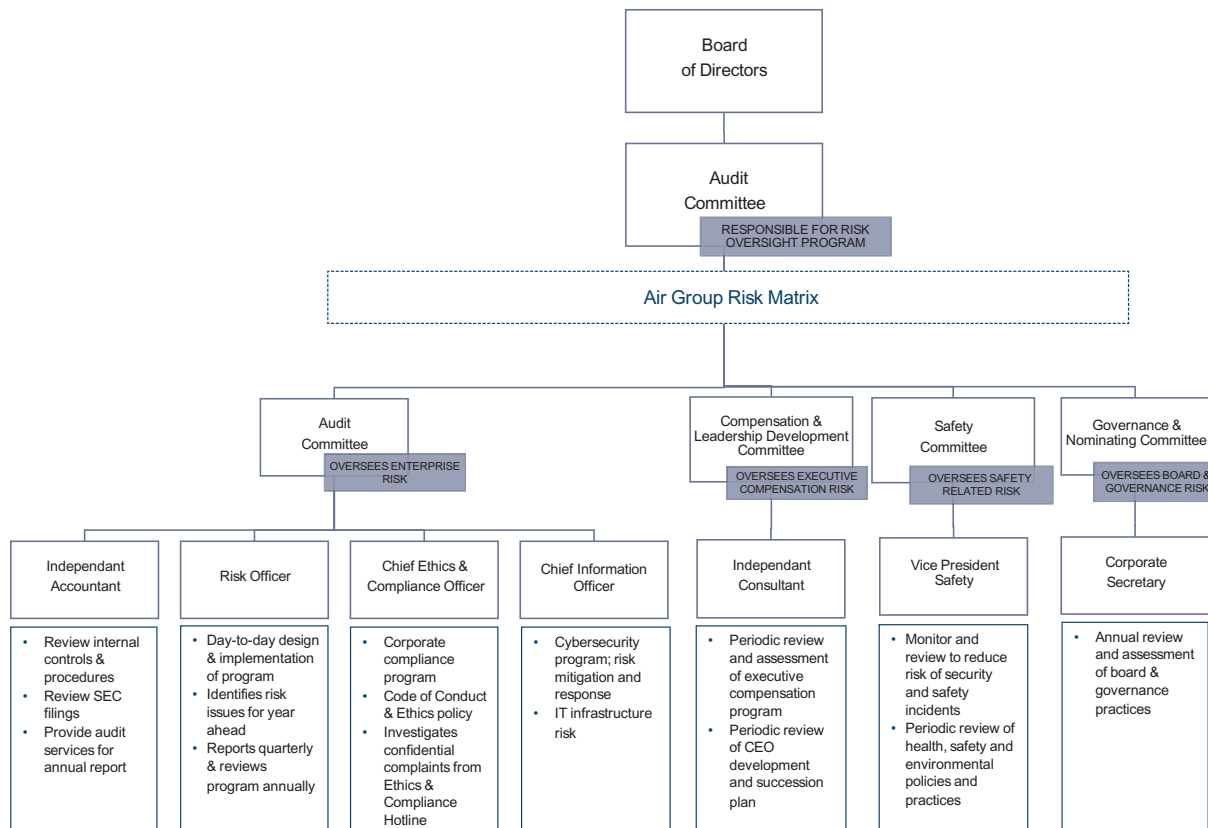 Board
of Directors
Audit
Committee
RESPONSIBLE FOR RISK
OVERSIGHT PROGRAM
Air Group Risk Matrix
Audit
Committee
OVERSEES ENTERPRISE
RISK
Compensation &
Leadership Development
Committee
OVERSEES EXECUTIVE
COMPENSATION RISK
Safety
Committee
OVERSEES SAFETY
RELATED RISK
Governance &
Nominating Committee
OVERSEES BOARD &
GOVERNANCE RISK
Independant
Accountant
Risk Officer
Chief Ethics &
Compliance Officer
Chief Information
Officer
Independant
Consultant
Vice President
Safety
Corporate
Secretary
• Review internal
controls &
procedures
• Review SEC
filings
• Provide audit
services for
annual report
• Day-to-day design
& implementation
of program
• Identifies risk
issues for year
ahead
• Reports quarterly
& reviews
program annually
• Corporate
compliance
program
• Code of Conduct
& Ethics policy
• Investigates
confidential
complaints from
Ethics &
Compliance
Hotline
• Cybersecurity
program; risk
mitigation and
response
• IT infrastructure
risk
• Periodic review
and assessment
of executive
compensation
program
• Periodic review
of CEO
development
and succession
plan
• Monitor and
review to reduce
risk of security
and safety
incidents
• Periodic review of
health, safety and
environmental
policies and
practices
• Annual review
and assessment
of board &
governance
practices